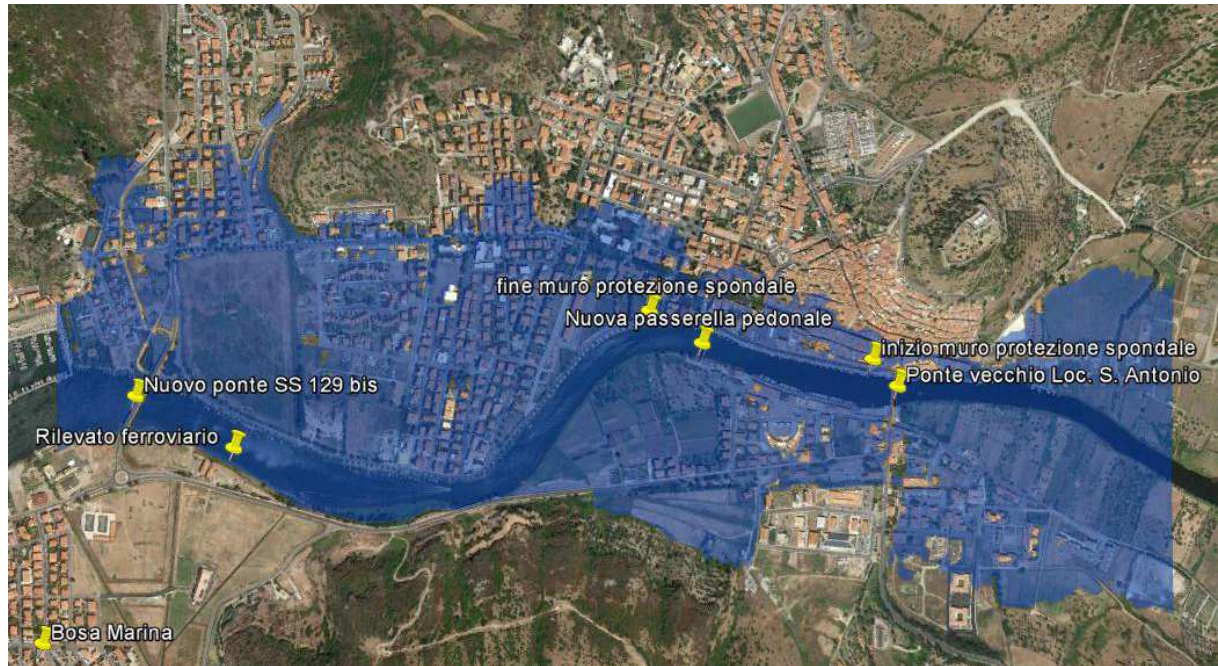 fine muro protezione spondale
Nuova passerella pedonale
inizio muro protezione spondale
Ponte vecchio Loc. S. Antonio
Nuovo ponte SS 129 bis
Rilevato ferroviario
Bosa Marina